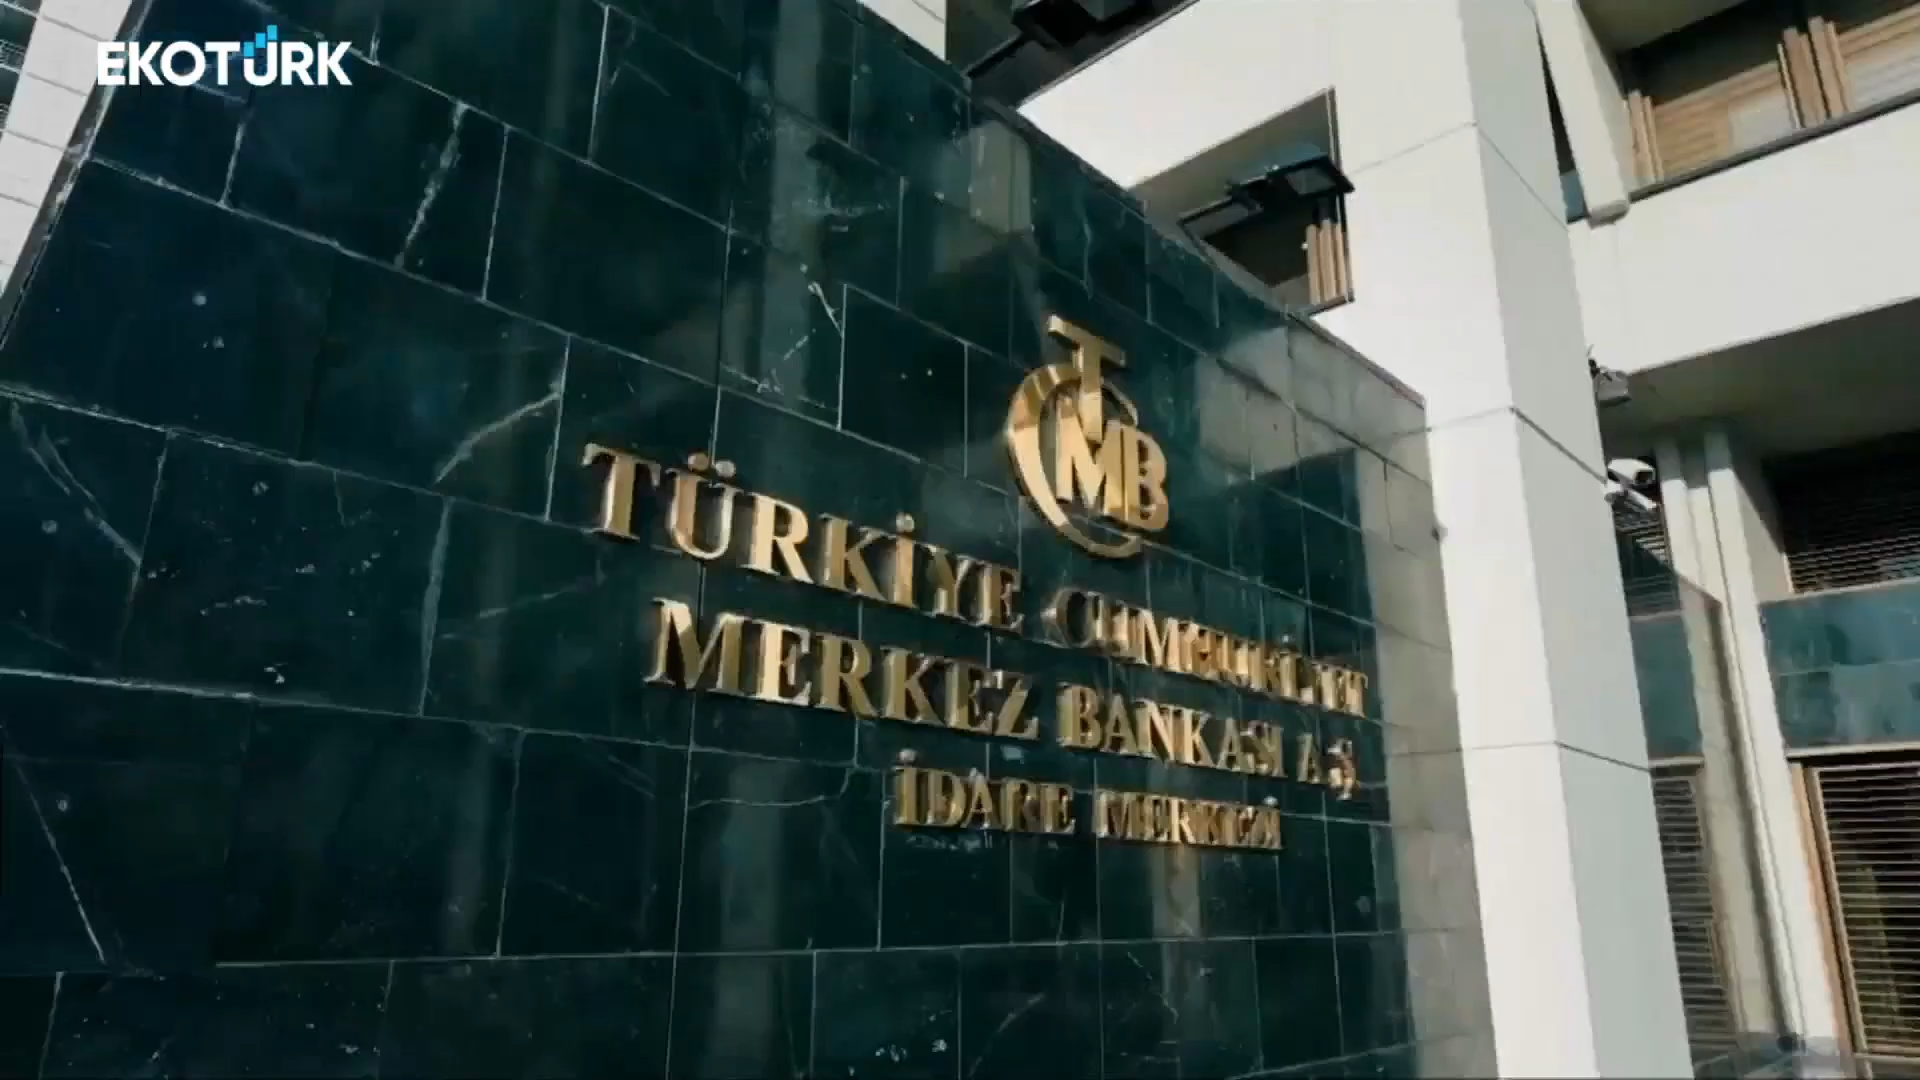 EKOTÜRK
TCMB
TÜRKİYE CUMHURİYET
MERKEZ BANKASI A.Ş.
İDARE MERKEZİ